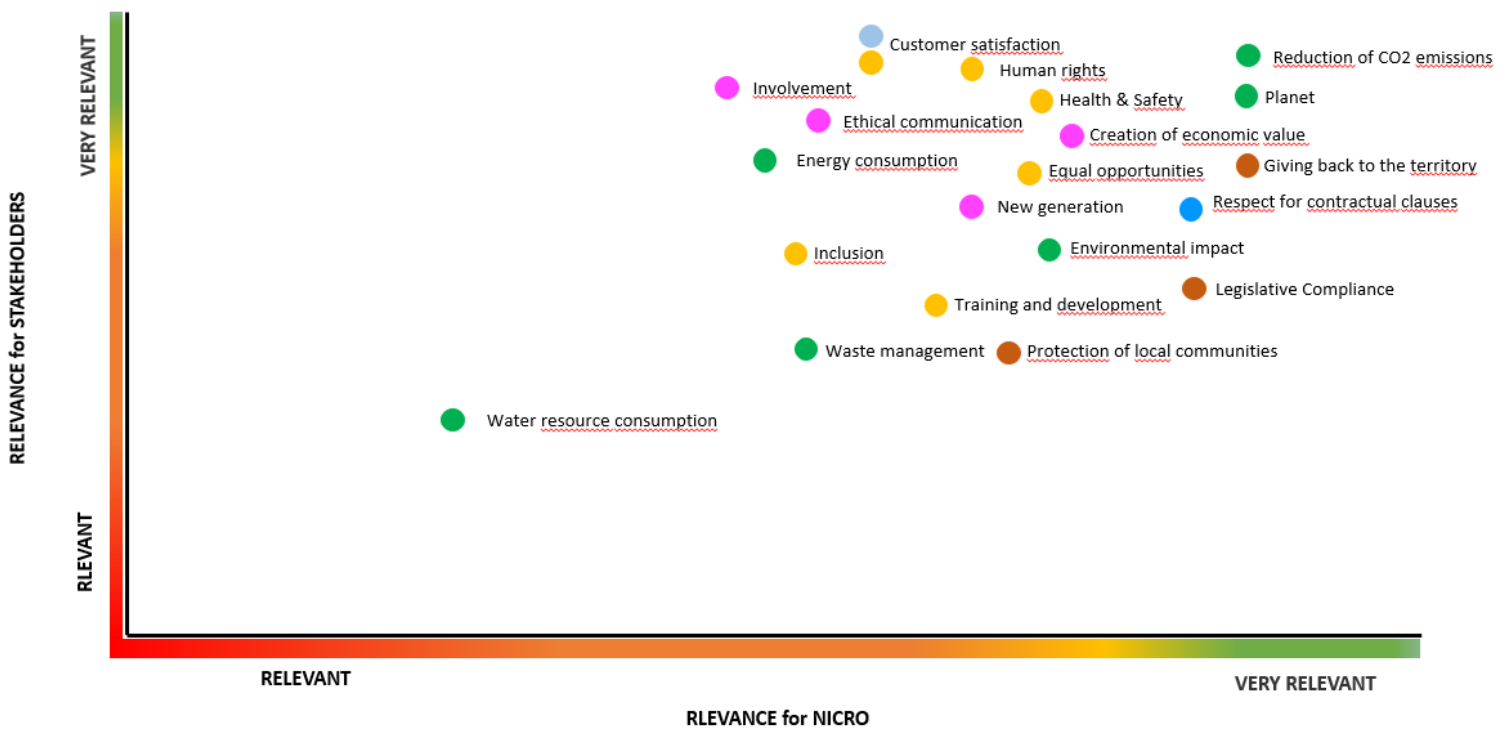 VERY RELEVANT
RELEVANCE for STAKEHOLDERS
RLEVANT
Customer satisfaction
Reduction of CO2 emissions
Human rights
Involvement
Health & Safety
Planet
Ethical communication
Creation of economic value
Energy consumption
Equal opportunities
Giving back to the territory
New generation
Respect for contractual clauses
Inclusion
Environmental impact
Legislative Compliance
Training and development
Waste management
Protection of local communities
Water resource consumption
RELEVANT
VERY RELEVANT
RLEVANCE for NICRO